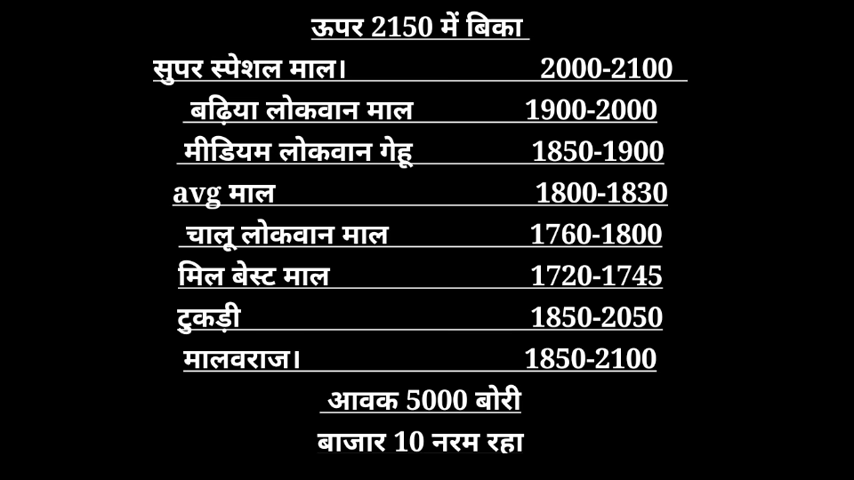 ऊपर 2150 में बिका
सुपर स्पेशल माल। 2000-2100
बढ़िया लोकवान माल 1900-2000
मीडियम लोकवान गेहू 1850-1900
avg माल 1800-1830
चालू लोकवान माल 1760-1800
मिल बेस्ट माल 1720-1745
टुकड़ी 1850-2050
मालवराज। 1850-2100
आवक 5000 बोरी
बाजार 10 नरम रहा